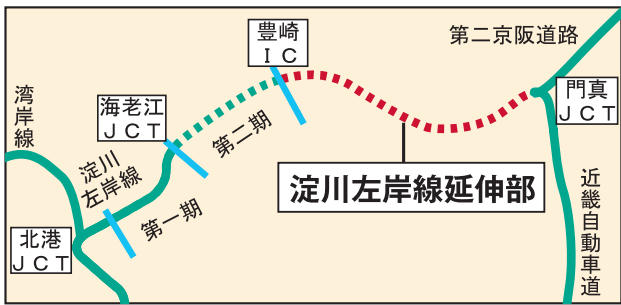 豊崎
ＩＣ
第二京阪道路
門真
ＪＣＴ
湾岸線
海老江
ＪＣＴ
第二期
淀川
左岸線
第一期
淀川左岸線延伸部
近畿自動車道
北港
ＪＣＴ